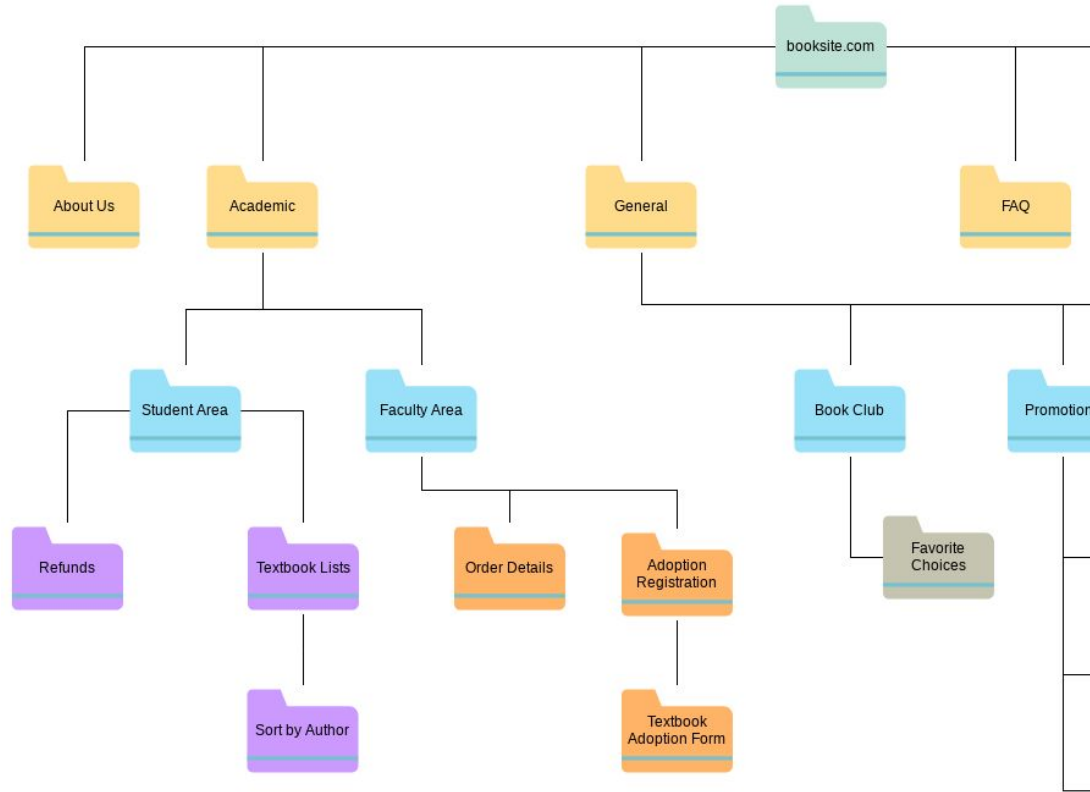 booksite.com
About Us
Academic
General
FAQ
Student Area
Faculty Area
Book Club
Promotion
Refunds
Textbook Lists
Order Details
Adoption
Registration
Favorite
Choices
Sort by Author
Textbook
Adoption Form